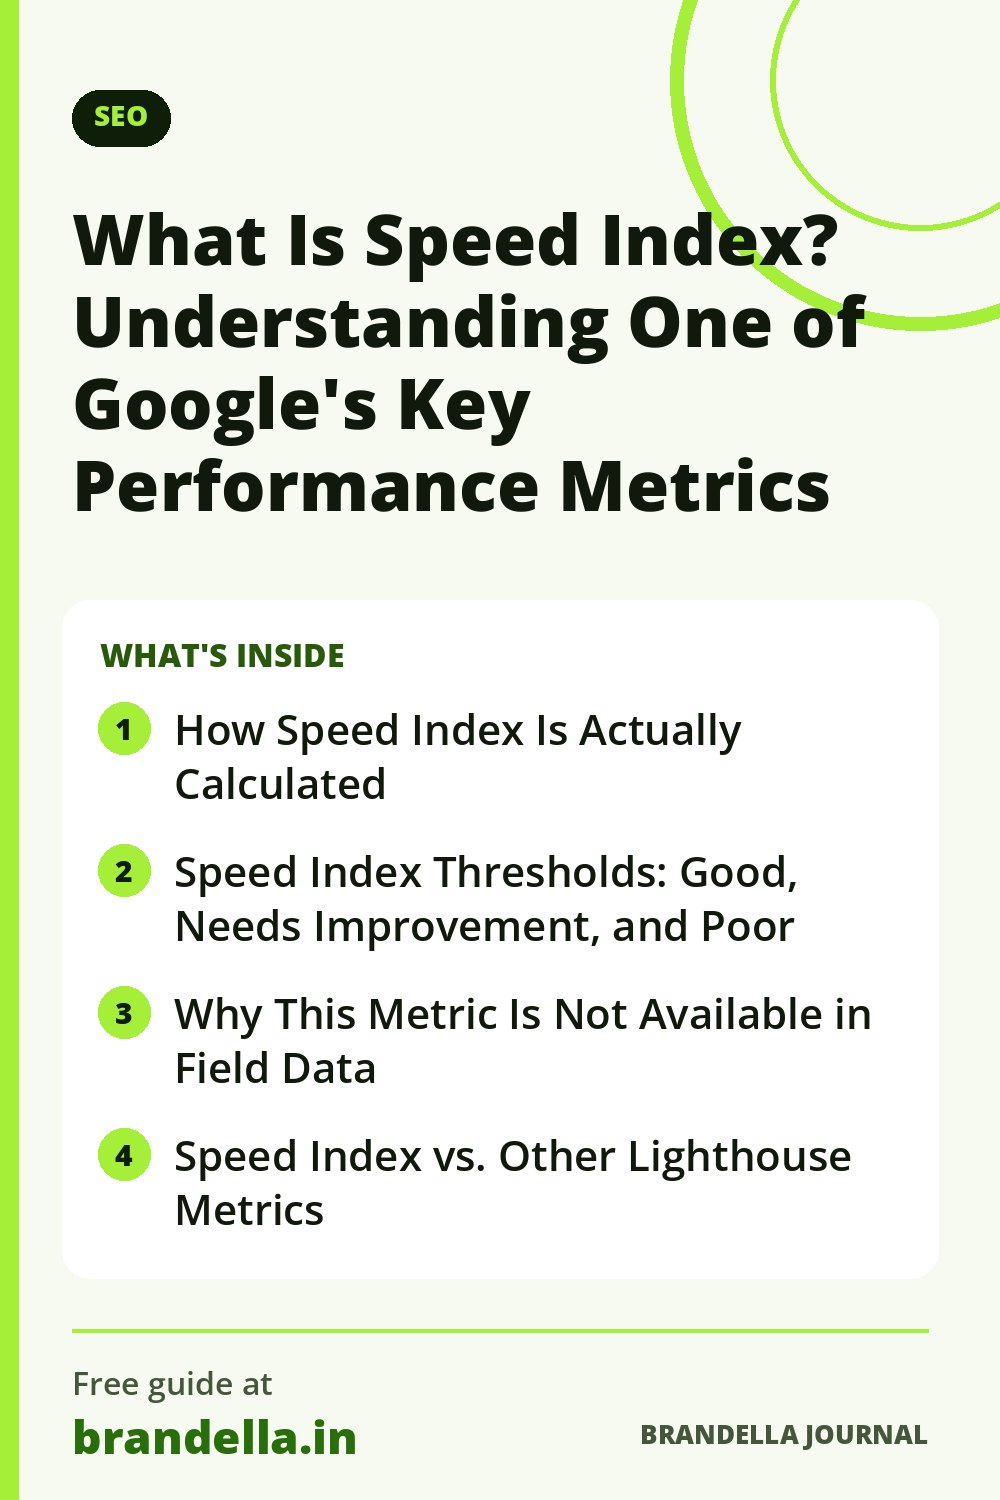 SEO
What Is Speed Index?
Understanding One of
Google's Key
Performance Metrics
WHAT'S INSIDE
1 How Speed Index Is Actually
Calculated
2 Speed Index Thresholds: Good,
Needs Improvement, and Poor
3 Why This Metric Is Not Available in
Field Data
4 Speed Index vs. Other Lighthouse
Metrics
Free guide at
brandella.in
BRANDELLA JOURNAL